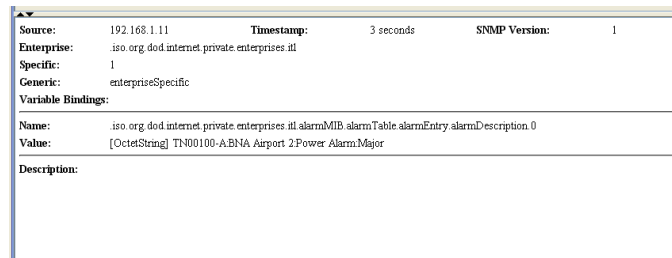 Source: 192.168.1.11 Timestamp: 3 seconds SNMP Version: 1
Enterprise: .iso.org.dod.internet.private.enterprises.itl
Specific: 1
Generic: enterpriseSpecific
Variable Bindings:
Name: .iso.org.dod.internet.private.enterprises.itl.alarmMIB.alarmTable.alarmEntry.alarmDescription.0
Value: [OctetString] TN00100-A:BNA Airport 2:Power Alarm:Major
Description: